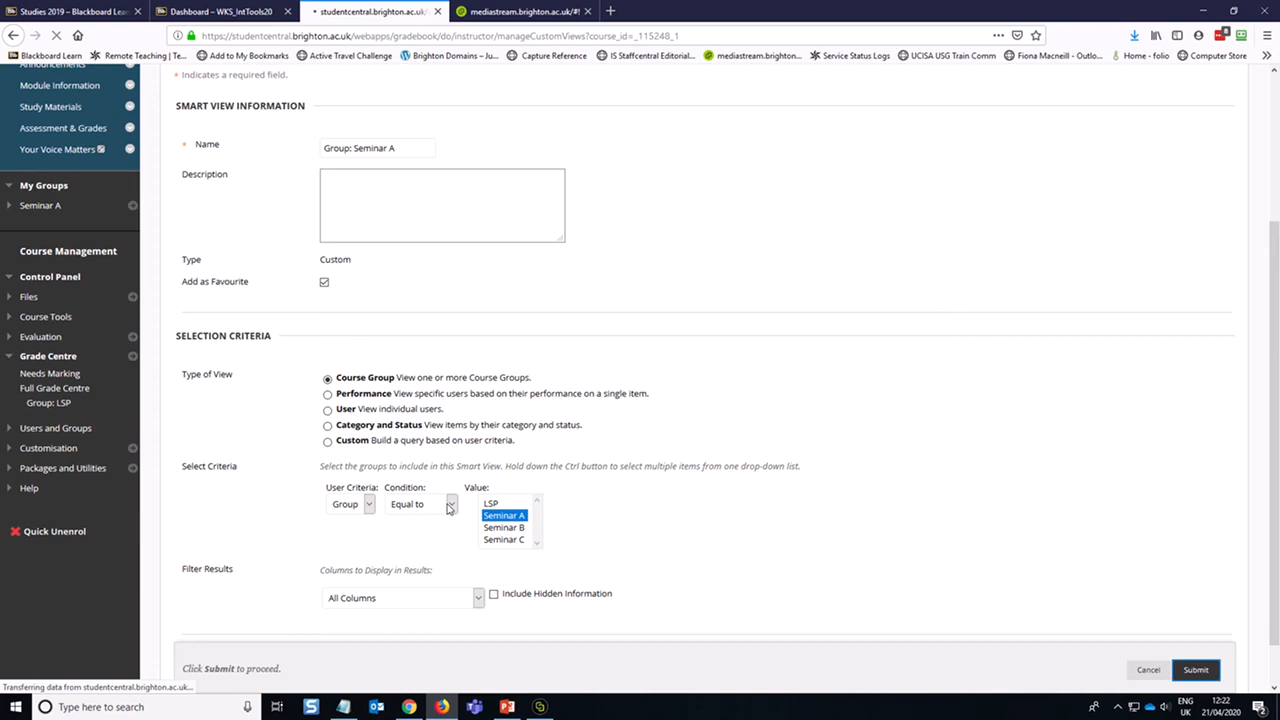 Studies 2019 – Blackboard Learn
Dashboard – WKS_IntTools20
studentcentral.brighton.ac.uk/
mediastream.brighton.ac.uk/#!
https://studentcentral.brighton.ac.uk/webapps/gradebook/do/instructor/manageCustomViews?course_id=_115248_1
Blackboard Learn
Remote Teaching | Te...
Add to My Bookmarks
Active Travel Challenge
Brighton Domains – Jou...
Capture Reference
IS Staffcentral Editorial...
mediastream.brighton...
Service Status Logs
UCISA USG Train Comm
Fiona Macneill - Outlo...
Home - folio
Computer Store
Announcements
Module Information
Study Materials
Assessment & Grades
Your Voice Matters
My Groups
Seminar A
Course Management
Control Panel
Files
Course Tools
Evaluation
Grade Centre
Needs Marking
Full Grade Centre
Group: LSP
Users and Groups
Customisation
Packages and Utilities
Help
Quick Unenrol
* Indicates a required field.
SMART VIEW INFORMATION
* Name
Group: Seminar A
Description
Type
Custom
Add as Favourite
SELECTION CRITERIA
Type of View
Course Group View one or more Course Groups.
Performance View specific users based on their performance on a single item.
User View individual users.
Category and Status View items by their category and status.
Custom Build a query based on user criteria.
Select Criteria
Select the groups to include in this Smart View. Hold down the Ctrl button to select multiple items from one drop-down list.
User Criteria: Condition: Value:
Group
Equal to
LSP
Seminar A
Seminar B
Seminar C
Filter Results
Columns to Display in Results:
All Columns
Include Hidden Information
Click Submit to proceed.
Cancel
Submit
Transferring data from studentcentral.brighton.ac.uk...
Type here to search
ENG
UK
12:22
21/04/2020
2